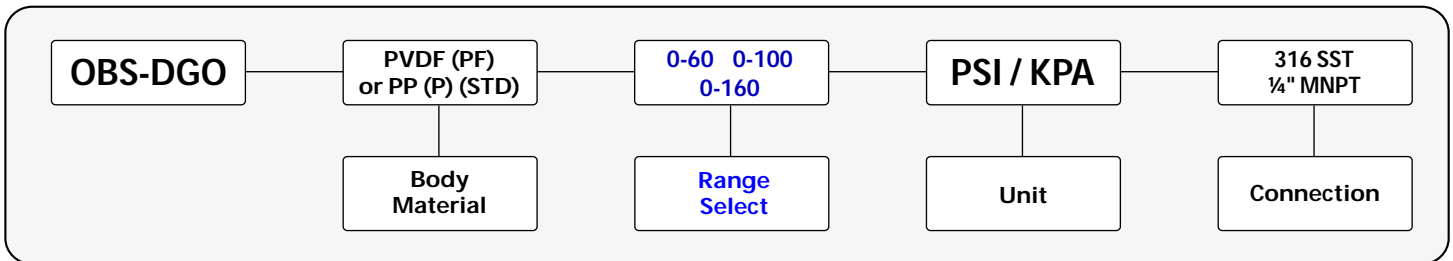 OBS-DGO
PVDF (PF)
or PP (P) (STD)
0-60 0-100
0-160
PSI / KPA
316 SST
¼" MNPT
Body
Material
Range
Select
Unit
Connection